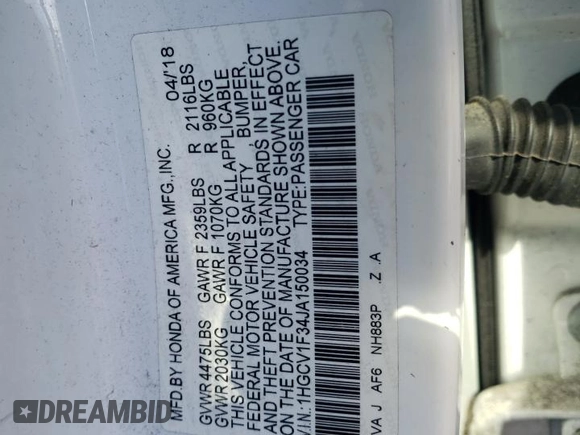 MFD.BY HONDA OF AMERICA MFG.,INC. 04/'18
GVWR 4475LBS GAWR F 2359LBS R 2116LBS
GVWR 2030KG GAWR F 1070KG R 960KG
THIS VEHICLE CONFORMS TO ALL APPLICABLE
FEDERAL MOTOR VEHICLE SAFETY, BUMPER,
AND THEFT PREVENTION STANDARDS IN EFFECT
ON THE DATE OF MANUFACTURE SHOWN ABOVE.
V.I.N.:1HGCV1F34JA150034 TYPE:PASSENGER CAR
VA J AF6 NH883P .Z .A
DREAMBID